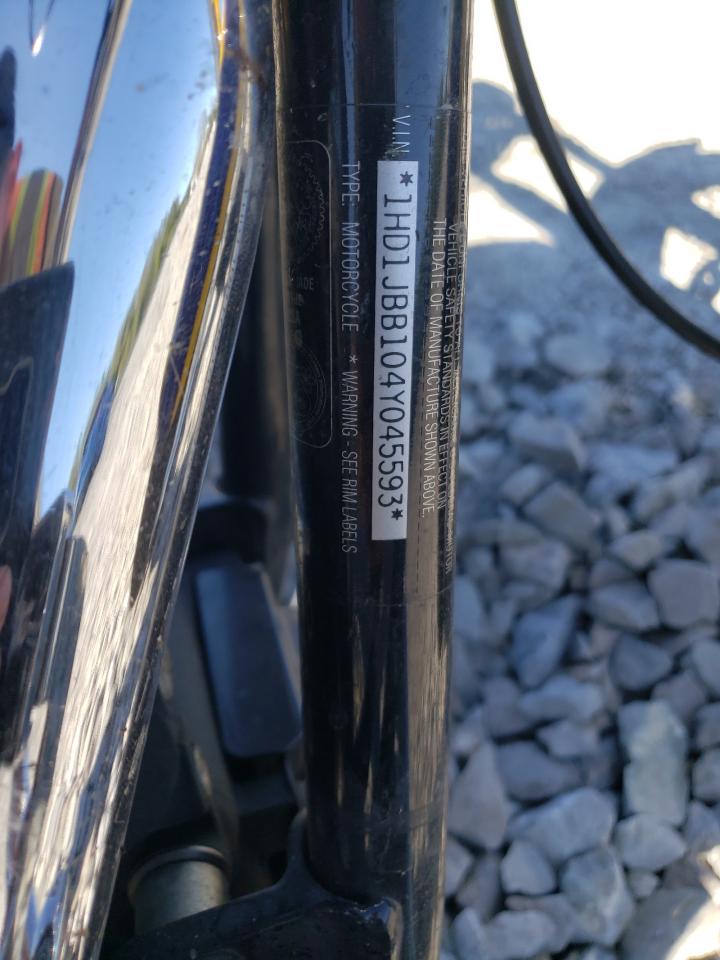 VEHICLE SAFETY STANDARDS IN EFFECT ON
THE DATE OF MANUFACTURE SHOWN ABOVE.
V.I.N
*1HD1JBB104Y045593*
TYPE: MOTORCYCLE * WARNING - SEE RIM LABELS